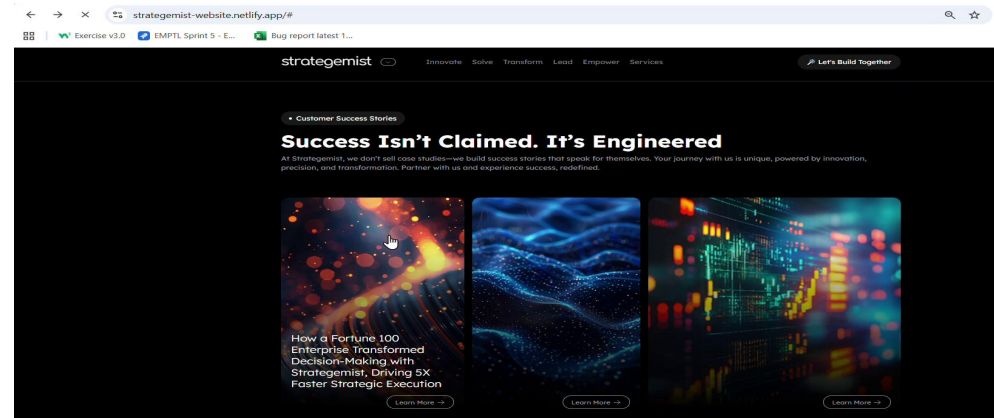 strategemist-website.netlify.app/#
Exercise v3.0 EMPTL Sprint 5 - E... Bug report latest 1...
strategemist Innovate Solve Transform Lead Empower Services Let's Build Together
• Customer Success Stories
Success Isn't Claimed. It's Engineered
At Strategemist, we don't sell case studies—we build success stories that speak for themselves. Your journey with us is unique, powered by innovation,
precision, and transformation. Partner with us and experience success, redefined.
How a Fortune 100
Enterprise Transformed
Decision-Making with
Strategemist, Driving 5X
Faster Strategic Execution
Learn More → Learn More → Learn More →